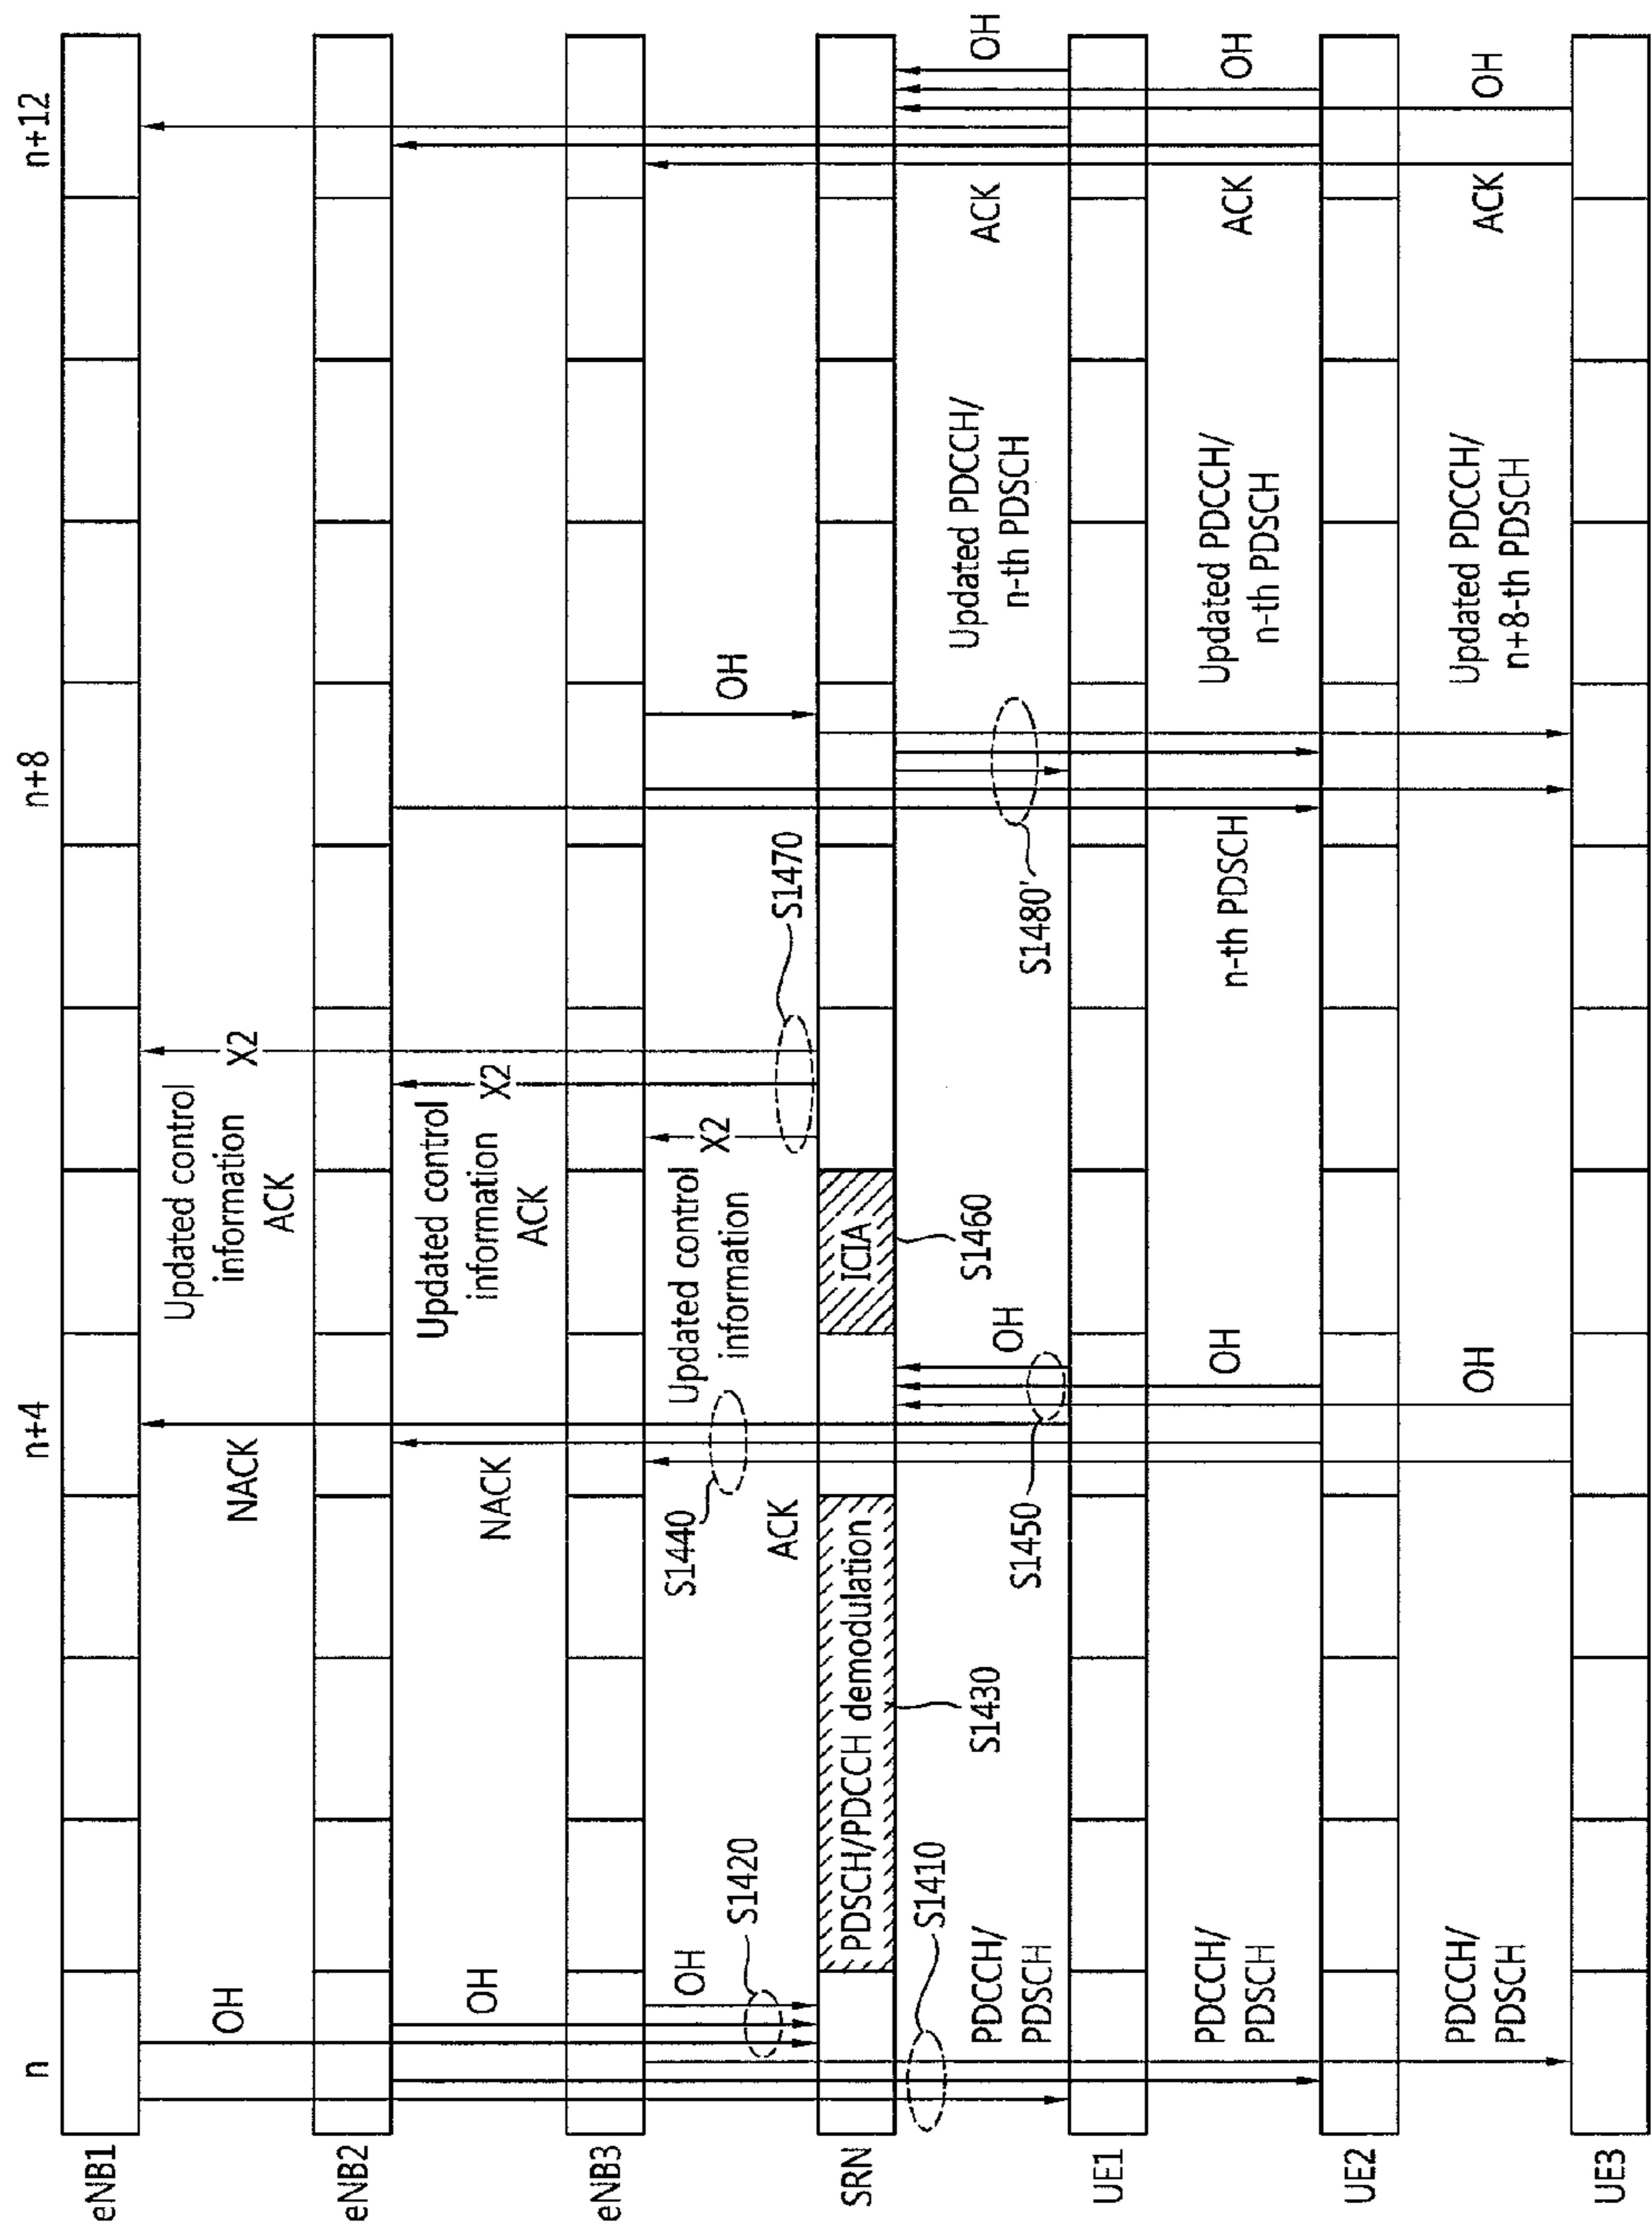 n
n+4
n+8
n+12
eNB1
OH
NACK
Updated control
information
ACK
X2
eNB2
OH
NACK
Updated control
information
ACK
X2
eNB3
OH
S1420
S1440
ACK
Updated control
information
X2
S1470
OH
SRN
PDSCH/PDCCH demodulation
ICIA
S1410
PDCCH/
PDSCH
S1430
S1450
OH
S1460
S1480'
Updated PDCCH/
n-th PDSCH
ACK
OH
UE1
PDCCH/
PDSCH
OH
n-th PDSCH
Updated PDCCH/
n-th PDSCH
ACK
OH
UE2
PDCCH/
PDSCH
OH
Updated PDCCH/
n+8-th PDSCH
ACK
OH
UE3